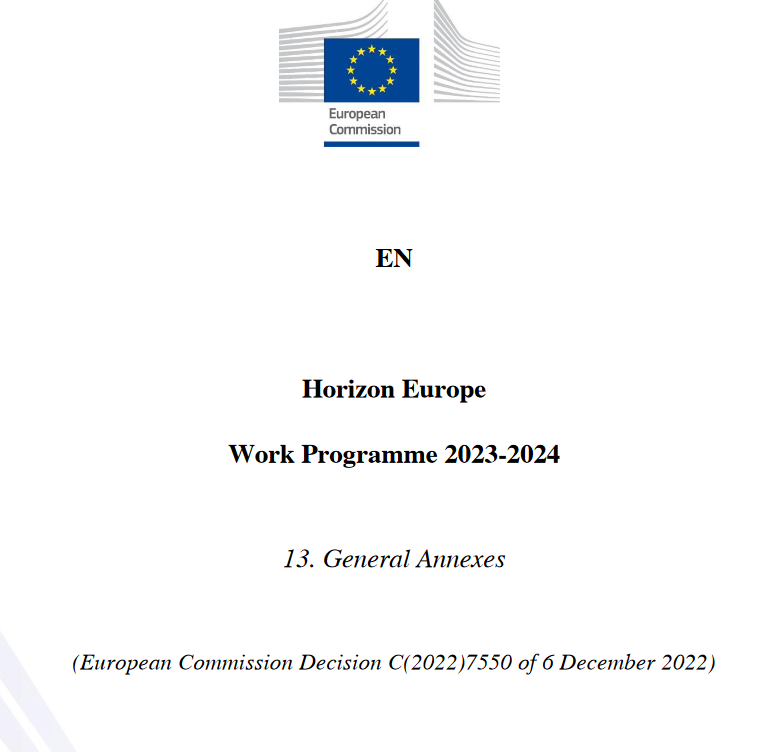 European
Commission
EN
Horizon Europe
Work Programme 2023-2024
13. General Annexes
(European Commission Decision C(2022)7550 of 6 December 2022)